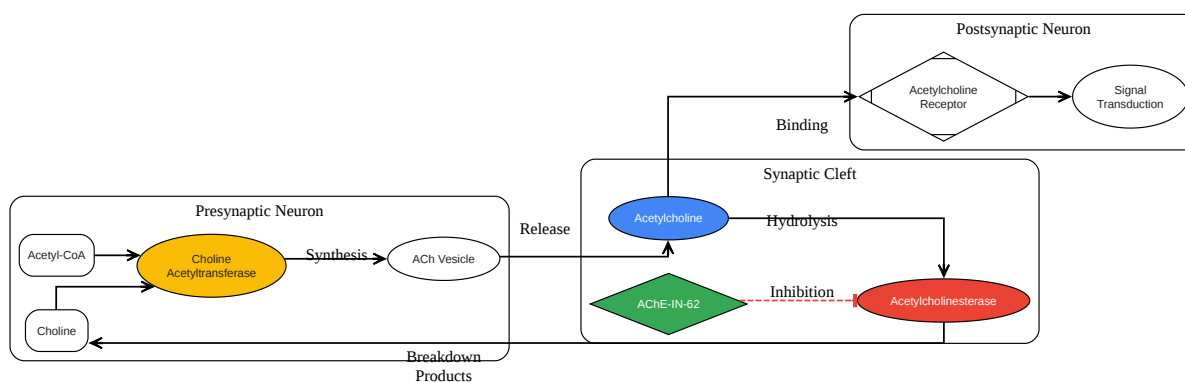 Postsynaptic Neuron
Acetylcholine
Receptor
Signal
Transduction
Binding
Synaptic Cleft
Presynaptic Neuron
Acetylcholine
Hydrolysis
Release
Acetyl-CoA
Choline
Acetyltransferase
Synthesis
ACh Vesicle
AChE-IN-62
Inhibition
Acetylcholinesterase
Choline
Breakdown
Products